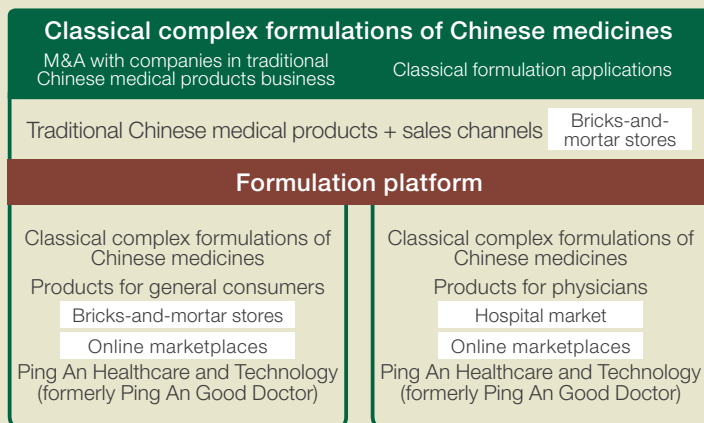 Classical complex formulations of Chinese medicines
M&A with companies in traditional
Chinese medical products business
Classical formulation applications
Traditional Chinese medical products + sales channels
Bricks-and-
mortar stores
Formulation platform
Classical complex formulations of
Chinese medicines
Products for general consumers
Bricks-and-mortar stores
Online marketplaces
Ping An Healthcare and Technology
(formerly Ping An Good Doctor)
Classical complex formulations of
Chinese medicines
Products for physicians
Hospital market
Online marketplaces
Ping An Healthcare and Technology
(formerly Ping An Good Doctor)